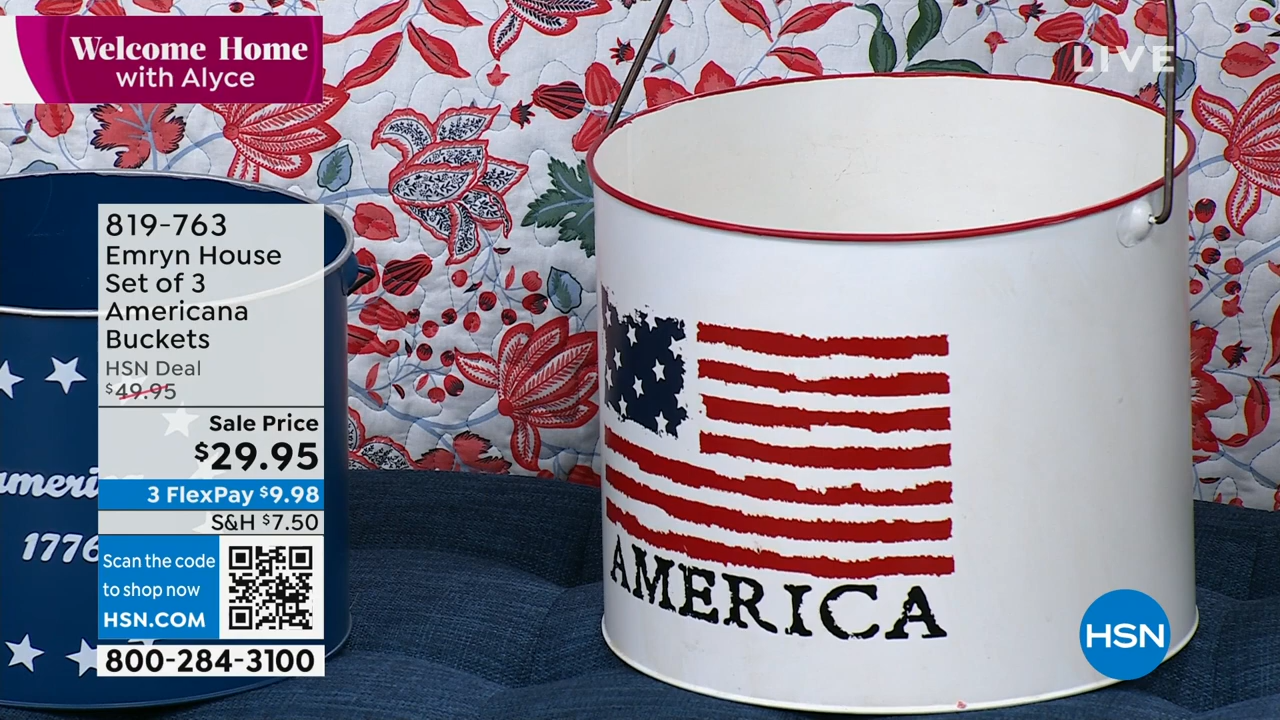 Welcome Home
with Alyce
LIVE
819-763
Emryn House
Set of 3
Americana
Buckets
HSN Deal
$49.95
Sale Price
$29.95
3 FlexPay $9.98
S&H $7.50
Scan the code
to shop now
HSN.COM
800-284-3100
1776
AMERICA
HSN